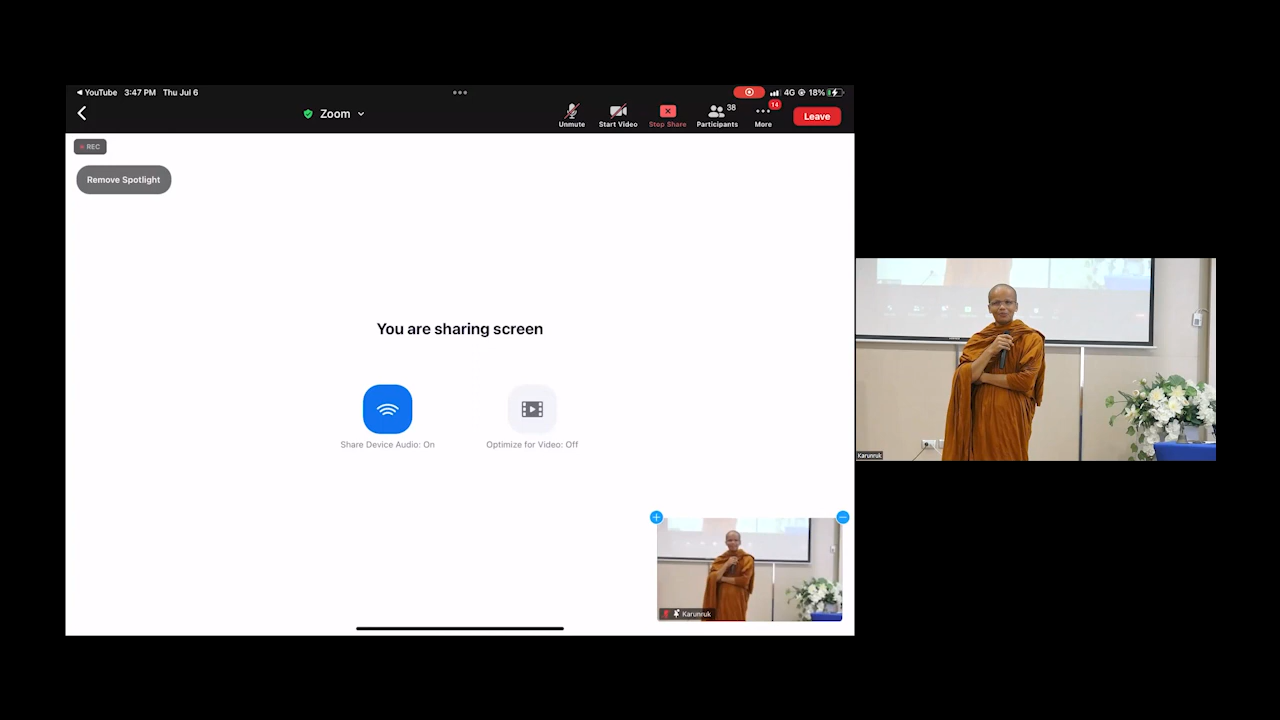 YouTube 3:47 PM Thu Jul 6
4G 18%
Zoom
Unmute
Start Video
Stop Share
38
Participants
14
More
Leave
REC
Remove Spotlight
You are sharing screen
Share Device Audio: On
Optimize for Video: Off
Karunruk
Karunruk